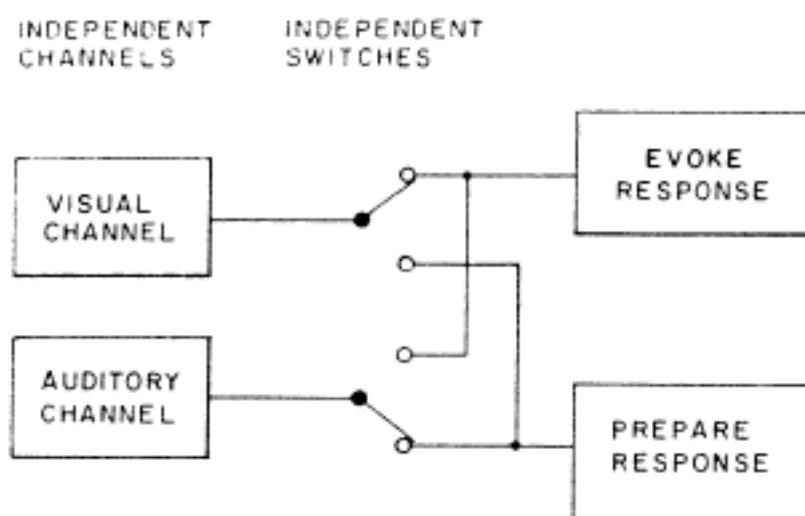 INDEPENDENT
CHANNELS
INDEPENDENT
SWITCHES
EVOKE
RESPONSE
VISUAL
CHANNEL
AUDITORY
CHANNEL
PREPARE
RESPONSE